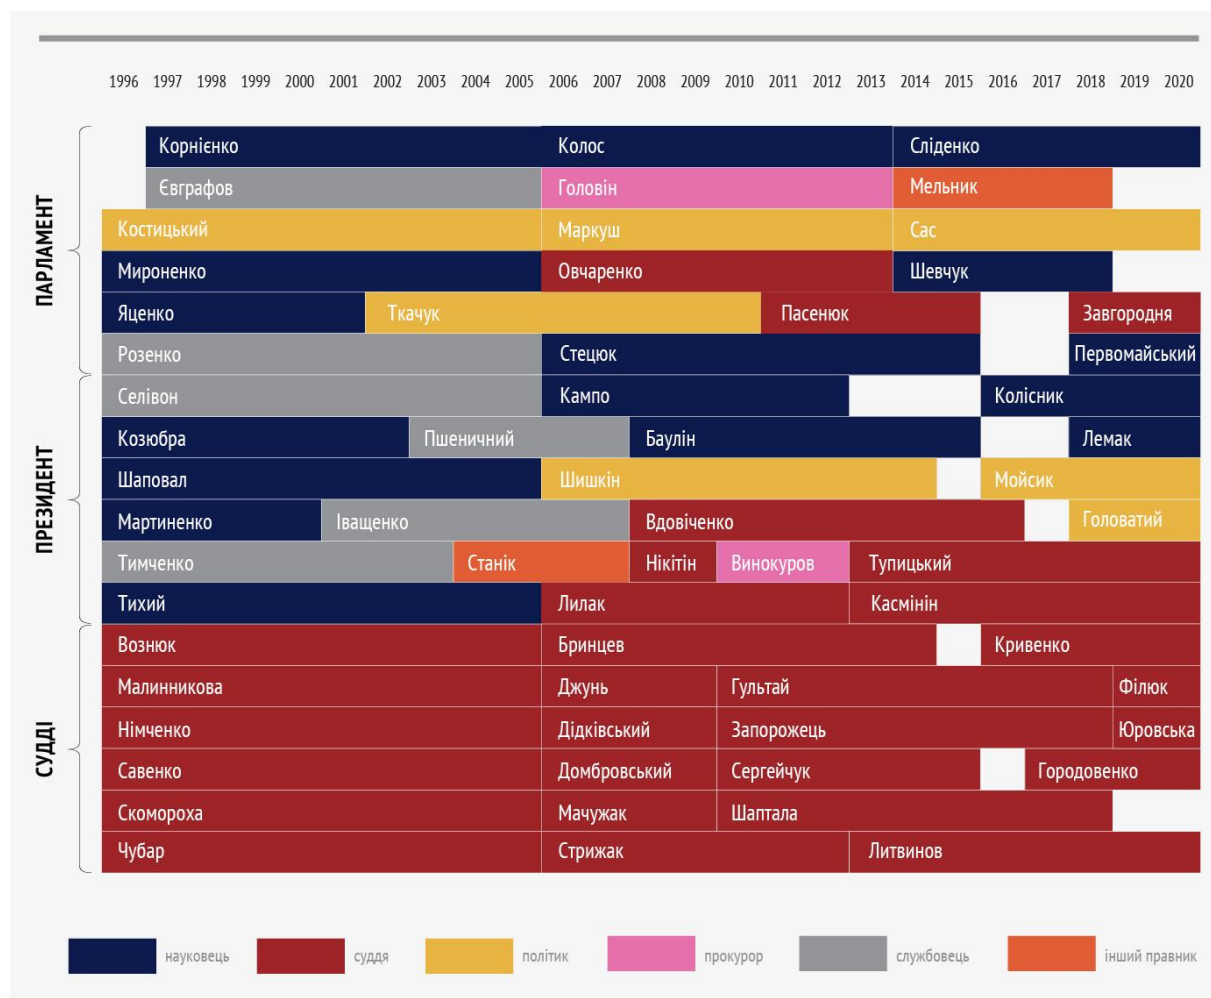 1996 1997 1998 1999 2000 2001 2002 2003 2004 2005 2006 2007 2008 2009 2010 2011 2012 2013 2014 2015 2016 2017 2018 2019 2020
ПАРЛАМЕНТ
Корнієнко Колос Сліденко
Євграфов Головін Мельник
Костицький Маркуш Сас
Мироненко Овчаренко Шевчук
Яценко Ткачук Пасенюк Завгородня
Розенко Стецюк Первомайський
ПРЕЗИДЕНТ
Селівон Кампо Колісник
Козюбра Пшеничний Баулін Лемак
Шаповал Шишкін Мойсик
Мартиненко Іващенко Вдовіченко Головатий
Тимченко Станік Нікітін Винокуров Тупицький
Тихий Лилак Касмінін
СУДДІ
Вознюк Бринцев Кривенко
Малинникова Джунь Гультай Філюк
Німченко Дідківський Запорожець Юровська
Савенко Домбровський Сергейчук Городовенко
Скомороха Мачужак Шаптала
Чубар Стрижак Литвинов
науковець суддя політик прокурор службовець інший правник